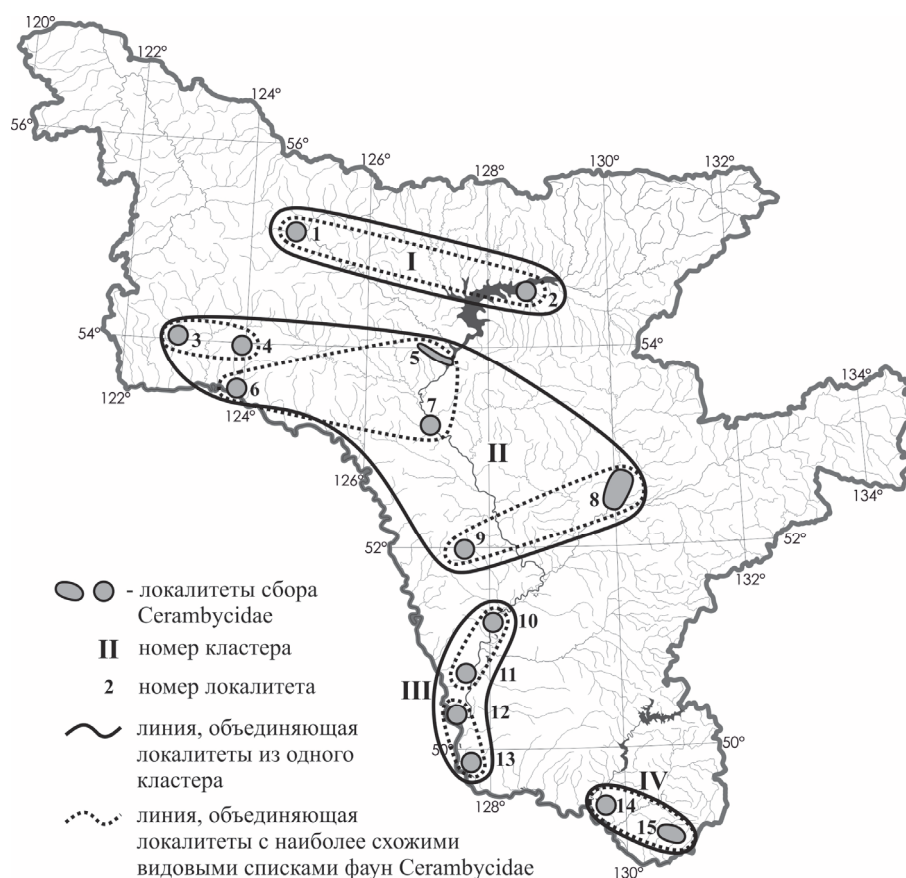 120°
122°
124°
56°
56°
126°
128°
130°
132°
1
I
2
54°
3
4
5
54°
6
122°
124°
7
134°
II
126°
8
134°
9
52°
52°
132°
- локалитеты сбора
Cerambycidae
10
II номер кластера
11
2 номер локалитета
III
12
линия, объединяющая
локалитеты из одного
кластера
50°
13
50°
128°
IV
14
15
линия, объединяющая
локалитеты с наиболее схожими
видовыми списками фаун Cerambycidae
130°